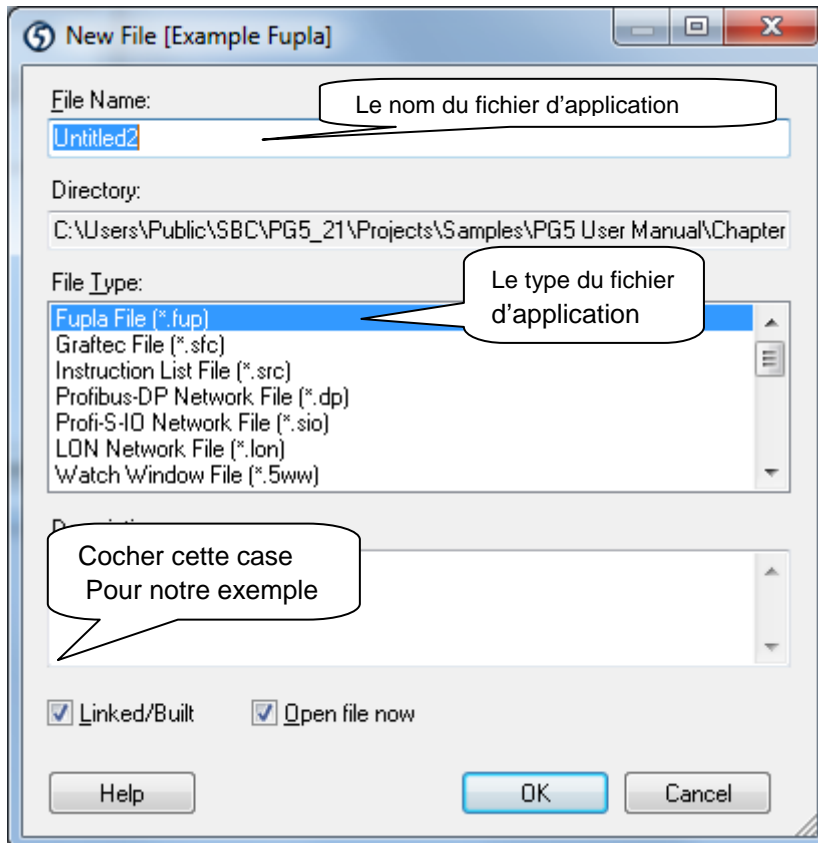 New File [Example Fupla]
File Name:
Le nom du fichier d'application
Untitled2
Directory:
C:\Users\Public\SBC\PG5_21\Projects\Samples\PG5 User Manual\Chapter
File Type:
Le type du fichier
d'application
Fupla File (*.fup)
Graftec File (*.sfc)
Instruction List File (*.src)
Profibus-DP Network File (*.dp)
Profi-S-IO Network File (*.sio)
LON Network File (*.lon)
Watch Window File (*.5ww)
Cocher cette case
Pour notre exemple
Linked/Built
Open file now
Help
OK
Cancel